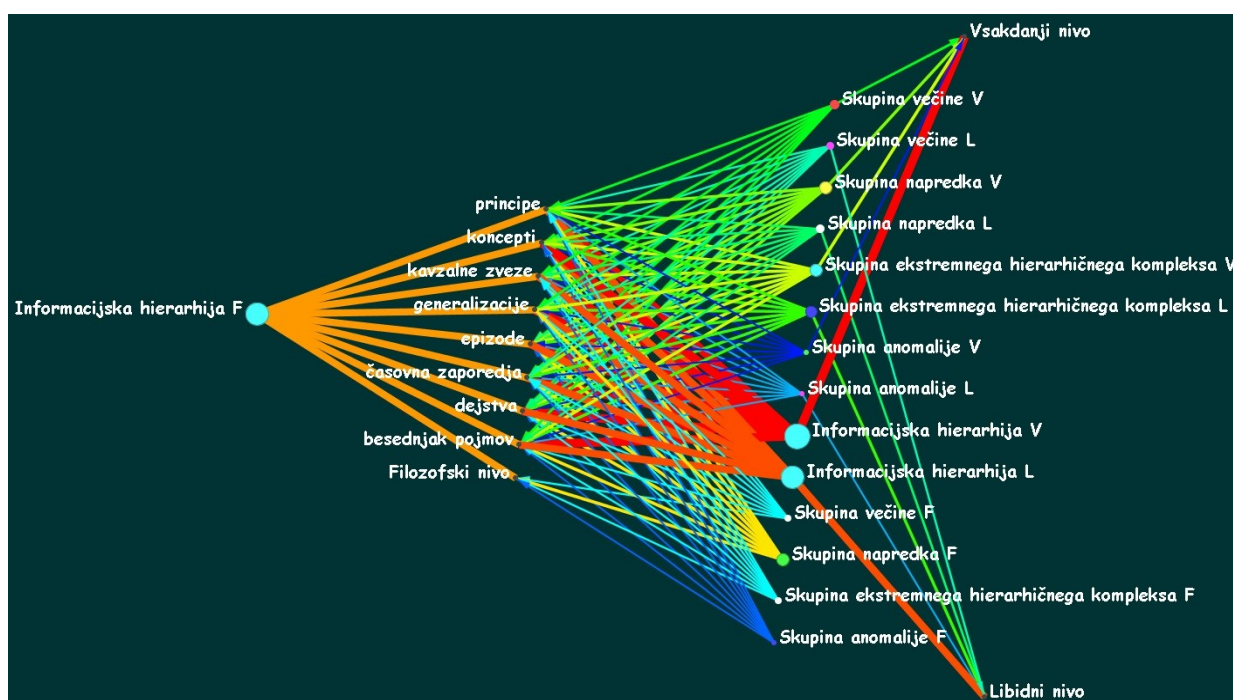 Vsakdanji nivo
Skupina večine V
Skupina večine L
Skupina napredka V
principe
Skupina napredka L
koncepti
kavzalne zveze
Skupina ekstremnega hierarhičnega kompleksa V
Informacijska hierarhija F
generalizacije
Skupina ekstremnega hierarhičnega kompleksa L
epizode
Skupina anomalije V
časovna zaporedja
Skupina anomalije L
dejstva
Informacijska hierarhija V
besednjak pojmov
Filozofski nivo
Informacijska hierarhija L
Skupina večine F
Skupina napredka F
Skupina ekstremnega hierarhičnega kompleksa F
Skupina anomalije F
Libidni nivo